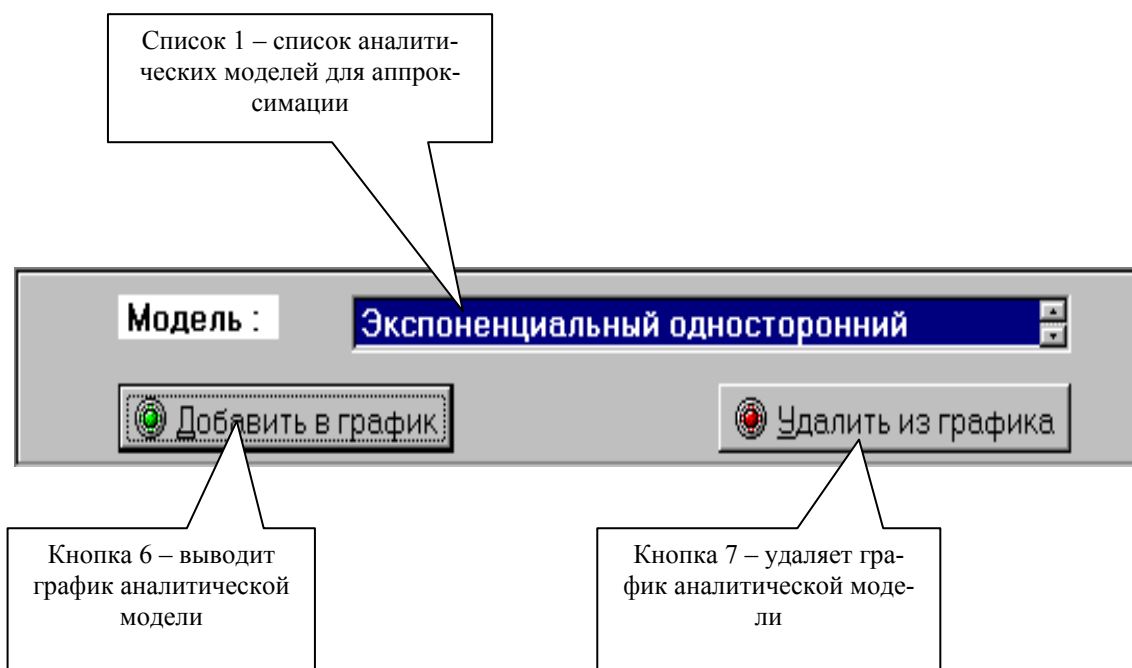 Список 1 – список аналити-
ческих моделей для аппрок-
симации
Модель :
Экспоненциальный односторонний
Добавить в график
Удалить из графика
Кнопка 6 – выводит
график аналитической
модели
Кнопка 7 – удаляет гра-
фик аналитической моде-
ли